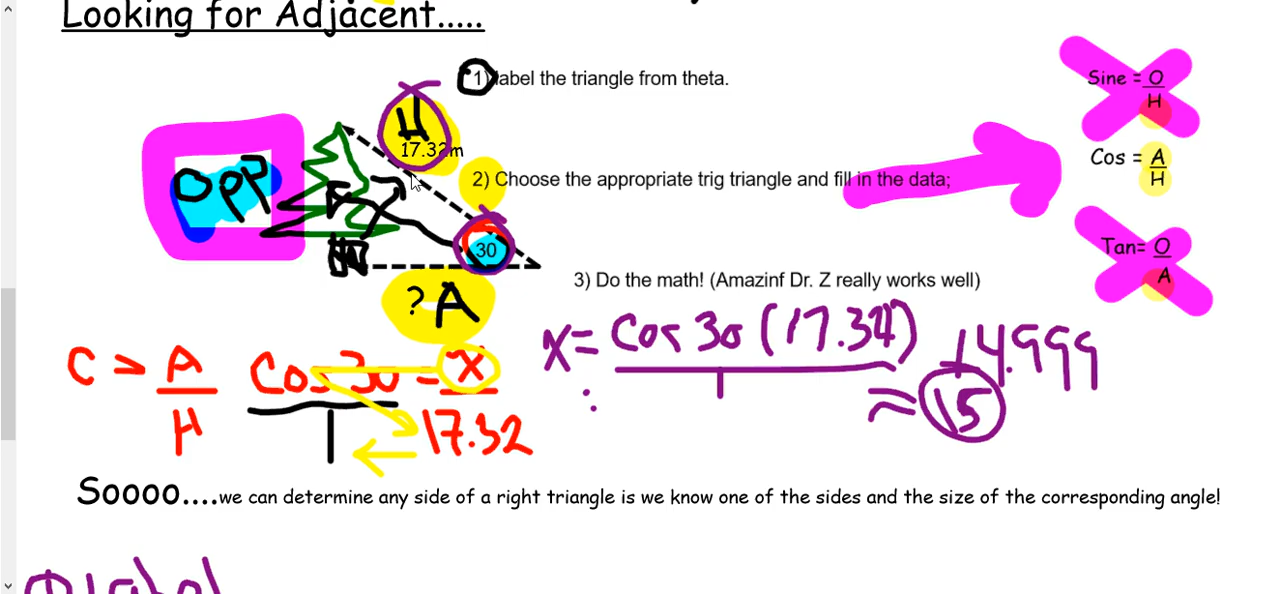 Looking for Adjacent.....
1) label the triangle from theta.
Sine = O
H
H
17.32m
Cos = A
H
Opp
2) Choose the appropriate trig triangle and fill in the data;
Tan= O
A
30
? A
3) Do the math! (Amazinf Dr. Z really works well)
C > A
H
Cos 30 = x
1
17.32
x = Cos 30 (17.32)
1
14.999
≈ 15
Soooo....we can determine any side of a right triangle is we know one of the sides and the size of the corresponding angle!